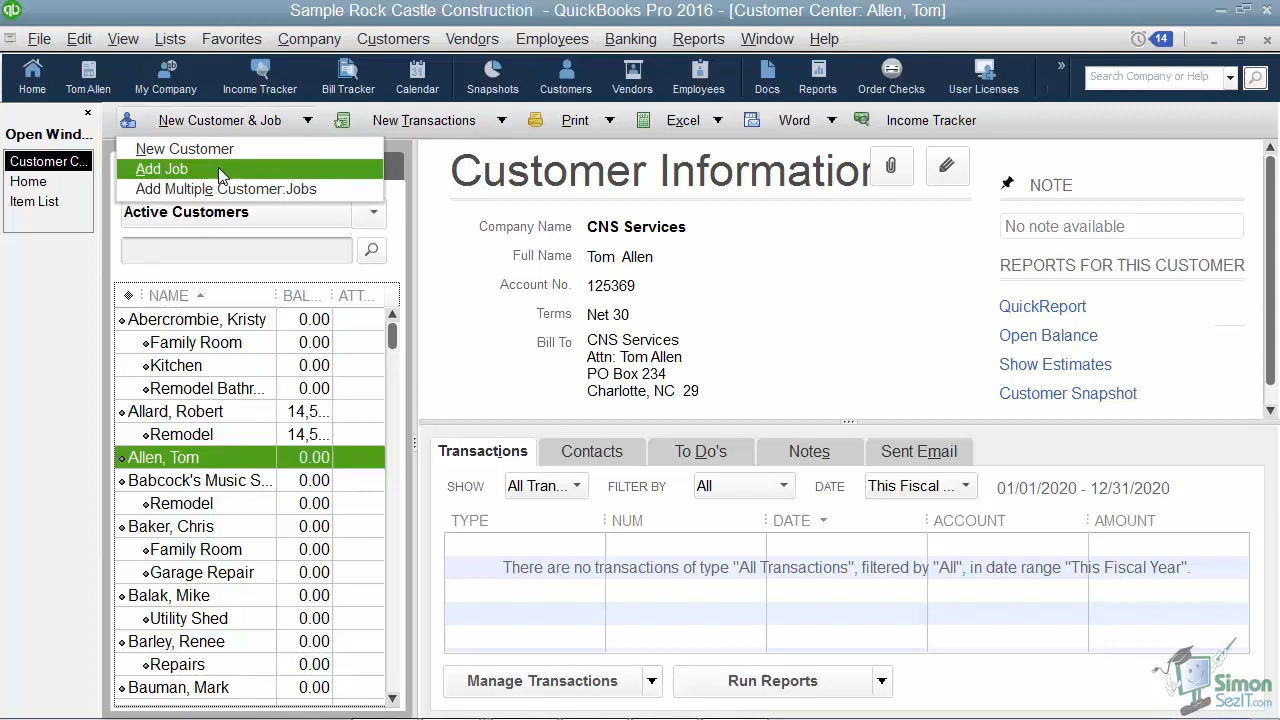 Sample Rock Castle Construction - QuickBooks Pro 2016 - [Customer Center: Allen, Tom]
File Edit View Lists Favorites Company Customers Vendors Employees Banking Reports Window Help 14
Home Tom Allen My Company Income Tracker Bill Tracker Calendar Snapshots Customers Vendors Employees Docs Reports Order Checks User Licenses » Search Company or Help
New Customer & Job New Transactions Print Excel Word Income Tracker
Open Wind...
Customer C...
Home
Item List
New Customer
Add Job
Add Multiple Customer:Jobs
Active Customers
NAME BAL... ATT...
Abercrombie, Kristy 0.00
Family Room 0.00
Kitchen 0.00
Remodel Bathr... 0.00
Allard, Robert 14,5...
Remodel 14,5...
Allen, Tom 0.00
Babcock's Music S... 0.00
Remodel 0.00
Baker, Chris 0.00
Family Room 0.00
Garage Repair 0.00
Balak, Mike 0.00
Utility Shed 0.00
Barley, Renee 0.00
Repairs 0.00
Bauman, Mark 0.00
Customer Information
Company Name CNS Services
Full Name Tom Allen
Account No. 125369
Terms Net 30
Bill To CNS Services
Attn: Tom Allen
PO Box 234
Charlotte, NC 29
NOTE
No note available
REPORTS FOR THIS CUSTOMER
QuickReport
Open Balance
Show Estimates
Customer Snapshot
Transactions Contacts To Do's Notes Sent Email
SHOW All Tran... FILTER BY All DATE This Fiscal ... 01/01/2020 - 12/31/2020
TYPE NUM DATE ACCOUNT AMOUNT
There are no transactions of type "All Transactions", filtered by "All", in date range "This Fiscal Year".
Manage Transactions Run Reports
Simon
SezIT.com